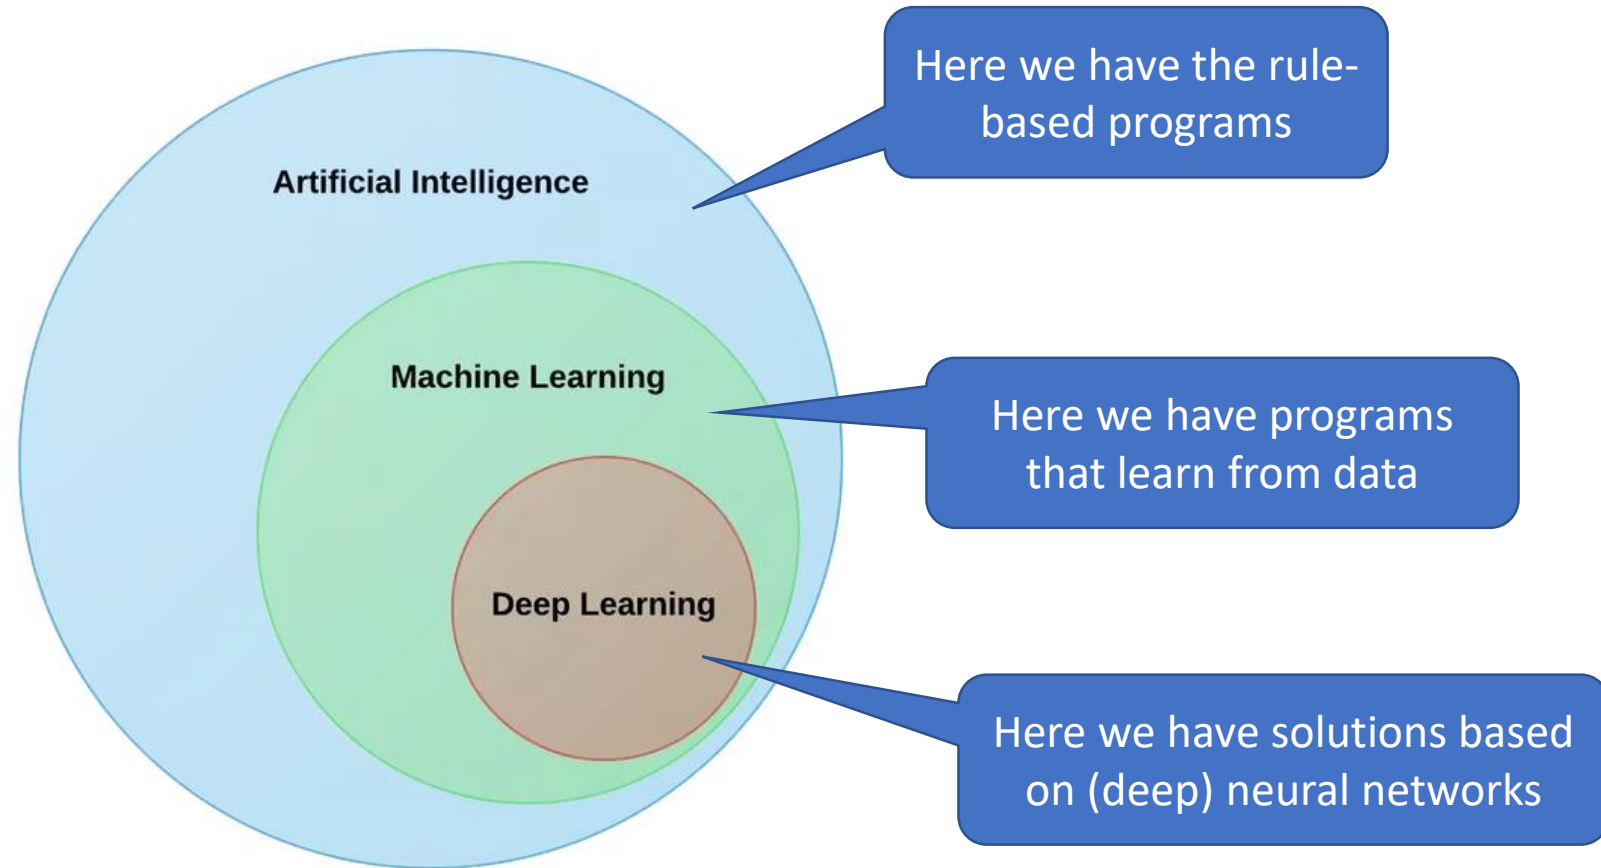 Here we have the rule-
based programs
Artificial Intelligence
Machine Learning
Here we have programs
that learn from data
Deep Learning
Here we have solutions based
on (deep) neural networks